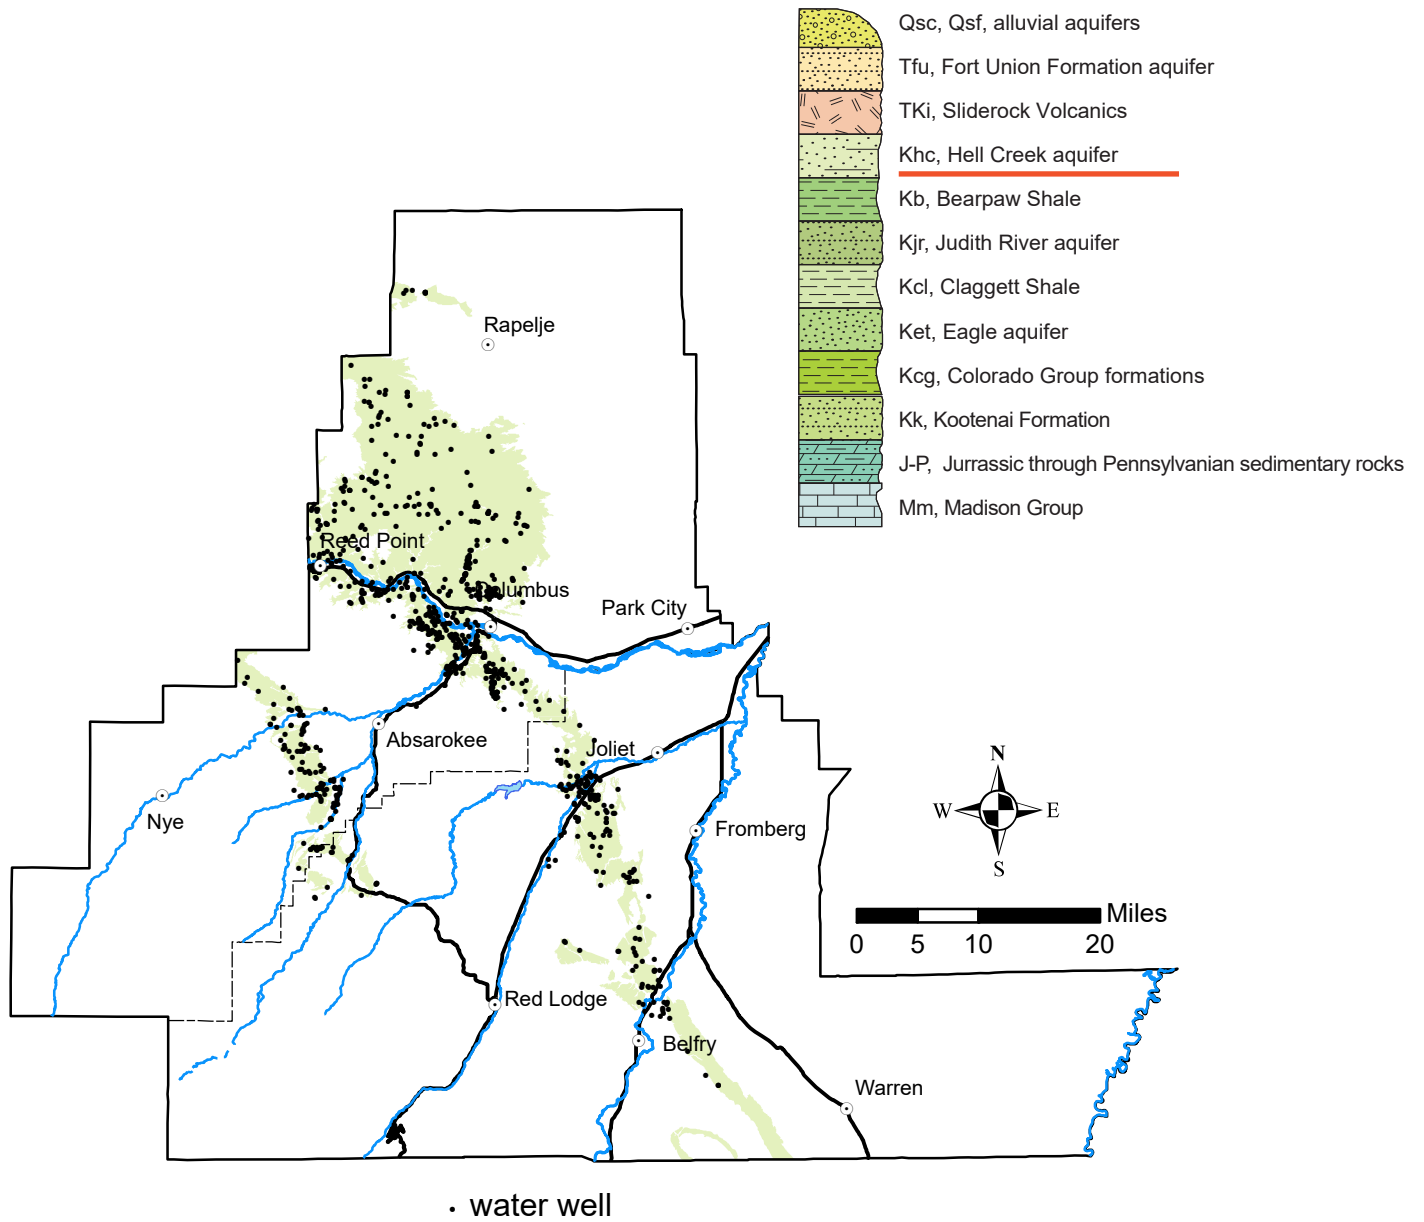 Qsc, Qsf, alluvial aquifers
Tfu, Fort Union Formation aquifer
TKi, Sliderock Volcanics
Khc, Hell Creek aquifer
Kb, Bearpaw Shale
Kjr, Judith River aquifer
Kcl, Claggett Shale
Ket, Eagle aquifer
Kcg, Colorado Group formations
Kk, Kootenai Formation
J-P, Jurrassic through Pennsylvanian sedimentary rocks
Mm, Madison Group
Rapelje
Reed Point
Columbus
Park City
Absarokee
Joliet
Nye
Fromberg
Red Lodge
Belfry
Warren
N
W E
S
Miles
0 5 10 20
water well